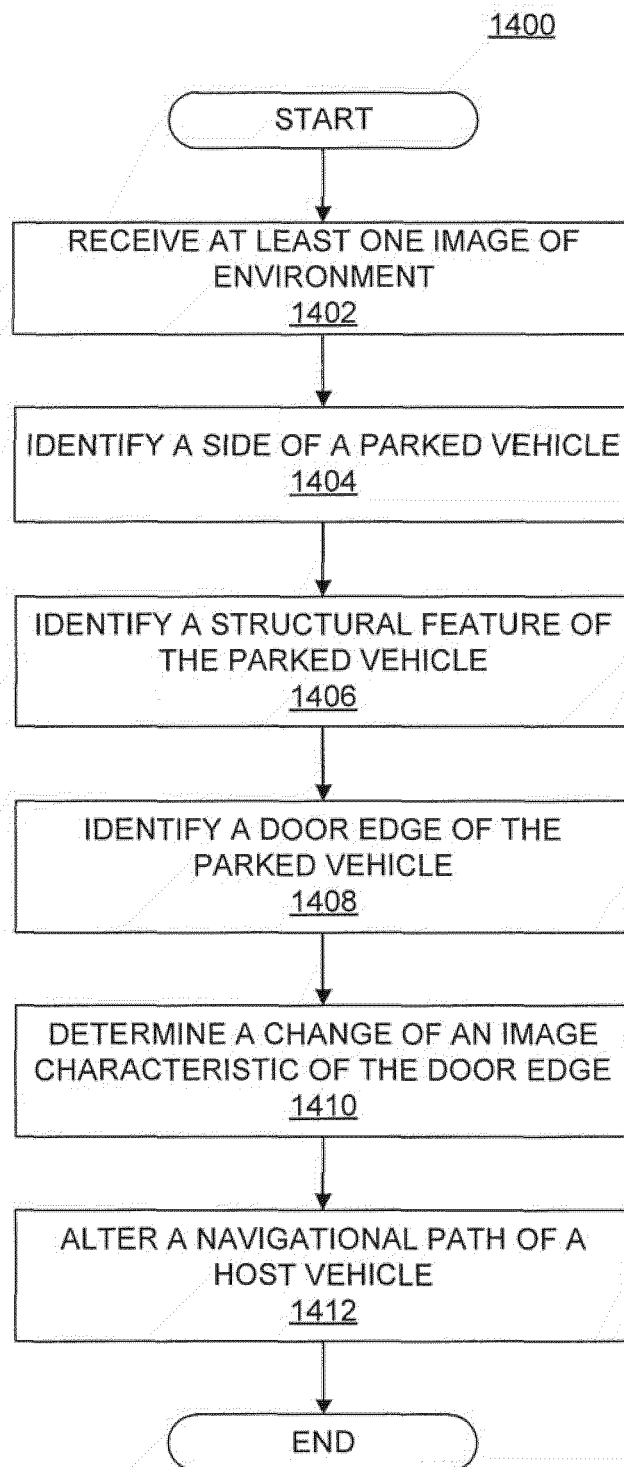 1400
START
RECEIVE AT LEAST ONE IMAGE OF
ENVIRONMENT
1402
IDENTIFY A SIDE OF A PARKED VEHICLE
1404
IDENTIFY A STRUCTURAL FEATURE OF
THE PARKED VEHICLE
1406
IDENTIFY A DOOR EDGE OF THE
PARKED VEHICLE
1408
DETERMINE A CHANGE OF AN IMAGE
CHARACTERISTIC OF THE DOOR EDGE
1410
ALTER A NAVIGATIONAL PATH OF A
HOST VEHICLE
1412
END